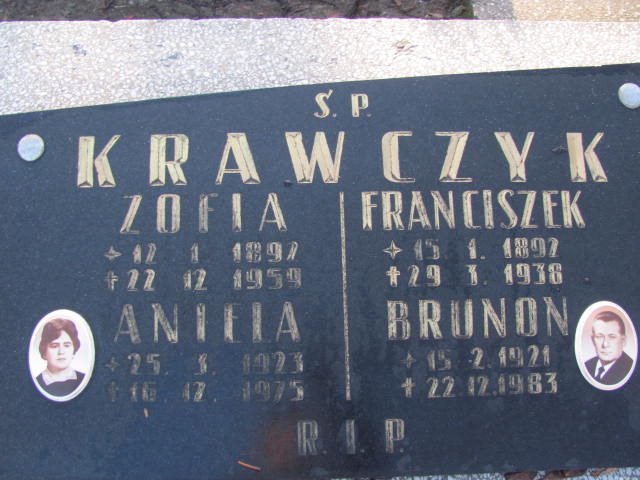 Ś. P.
KRAWCZYK
ZOFIA
12 1 1897
22 12 1959
ANIELA
25 3. 1923
16 12. 1975
FRANCISZEK
15. 1. 1892
29 3. 1938
BRUNON
15.2.1921
22.12.1983
R.I.P.